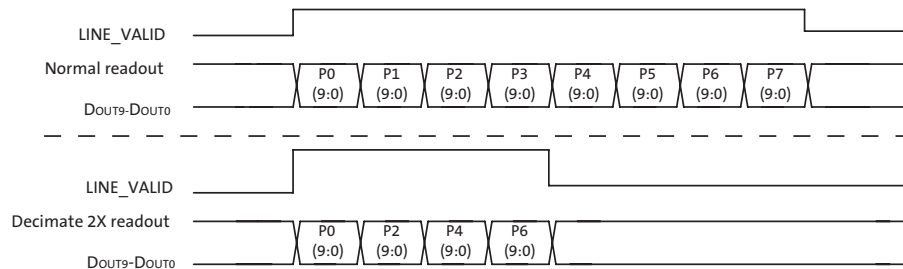 LINE_VALID
Normal readout
P0 P1 P2 P3 P4 P5 P6 P7
(9:0) (9:0) (9:0) (9:0) (9:0) (9:0) (9:0) (9:0)
DOUT9-DOUT0
LINE_VALID
Decimate 2X readout
P0 P2 P4 P6
(9:0) (9:0) (9:0) (9:0)
DOUT9-DOUT0